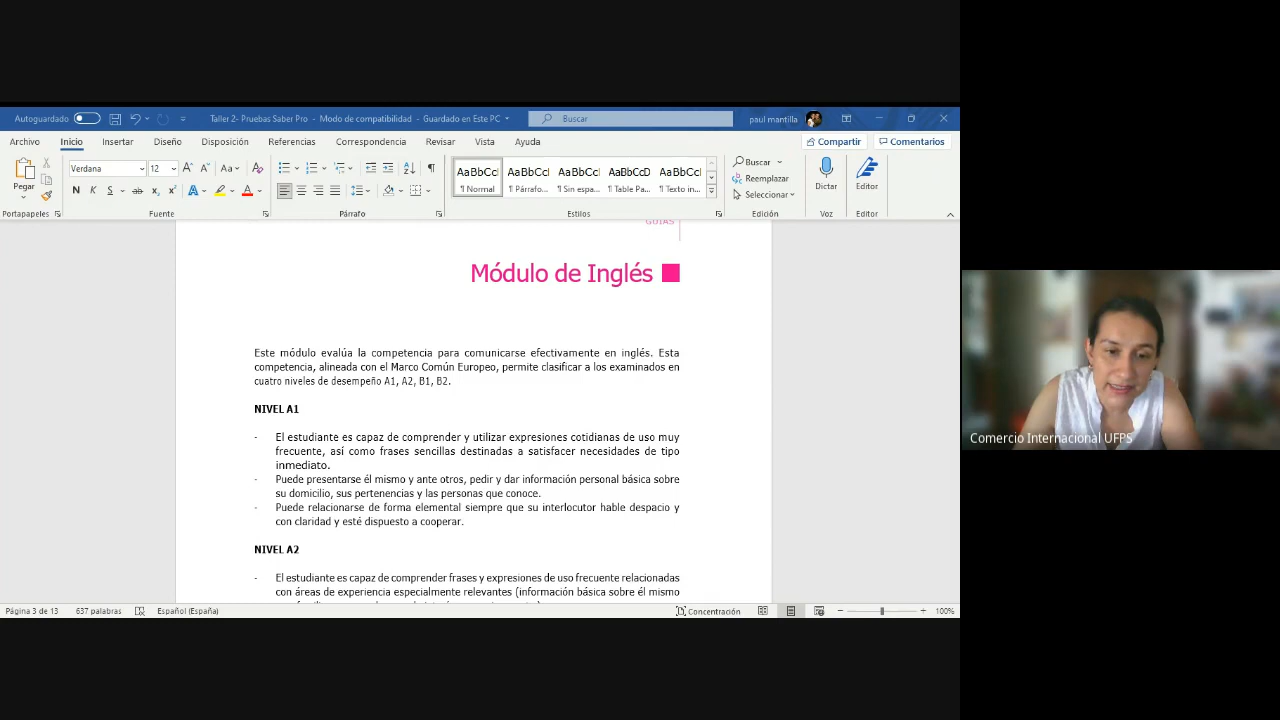 Autoguardado
Taller 2- Pruebas Saber Pro - Modo de compatibilidad - Guardado en Este PC
Buscar
paul mantilla
Archivo Inicio Insertar Diseño Disposición Referencias Correspondencia Revisar Vista Ayuda Compartir Comentarios
Pegar
Verdana 12
N K S
AaBbCcI AaBbCcI AaBbCcI AaBbCcD AaBbCcI
¶ Normal ¶ Párrafo... ¶ Sin espa... ¶ Table Pa... ¶ Texto in...
Buscar
Reemplazar
Seleccionar
Dictar
Editor
Portapapeles Fuente Párrafo Estilos Edición Voz Editor
GUÍAS
Módulo de Inglés
Este módulo evalúa la competencia para comunicarse efectivamente en inglés. Esta
competencia, alineada con el Marco Común Europeo, permite clasificar a los examinados en
cuatro niveles de desempeño A1, A2, B1, B2.
NIVEL A1
- El estudiante es capaz de comprender y utilizar expresiones cotidianas de uso muy
frecuente, así como frases sencillas destinadas a satisfacer necesidades de tipo
inmediato.
- Puede presentarse él mismo y ante otros, pedir y dar información personal básica sobre
su domicilio, sus pertenencias y las personas que conoce.
- Puede relacionarse de forma elemental siempre que su interlocutor hable despacio y
con claridad y esté dispuesto a cooperar.
NIVEL A2
- El estudiante es capaz de comprender frases y expresiones de uso frecuente relacionadas
con áreas de experiencia especialmente relevantes (información básica sobre él mismo
Página 3 de 13 637 palabras Español (España) Concentración 100%
Comercio Internacional UFPS